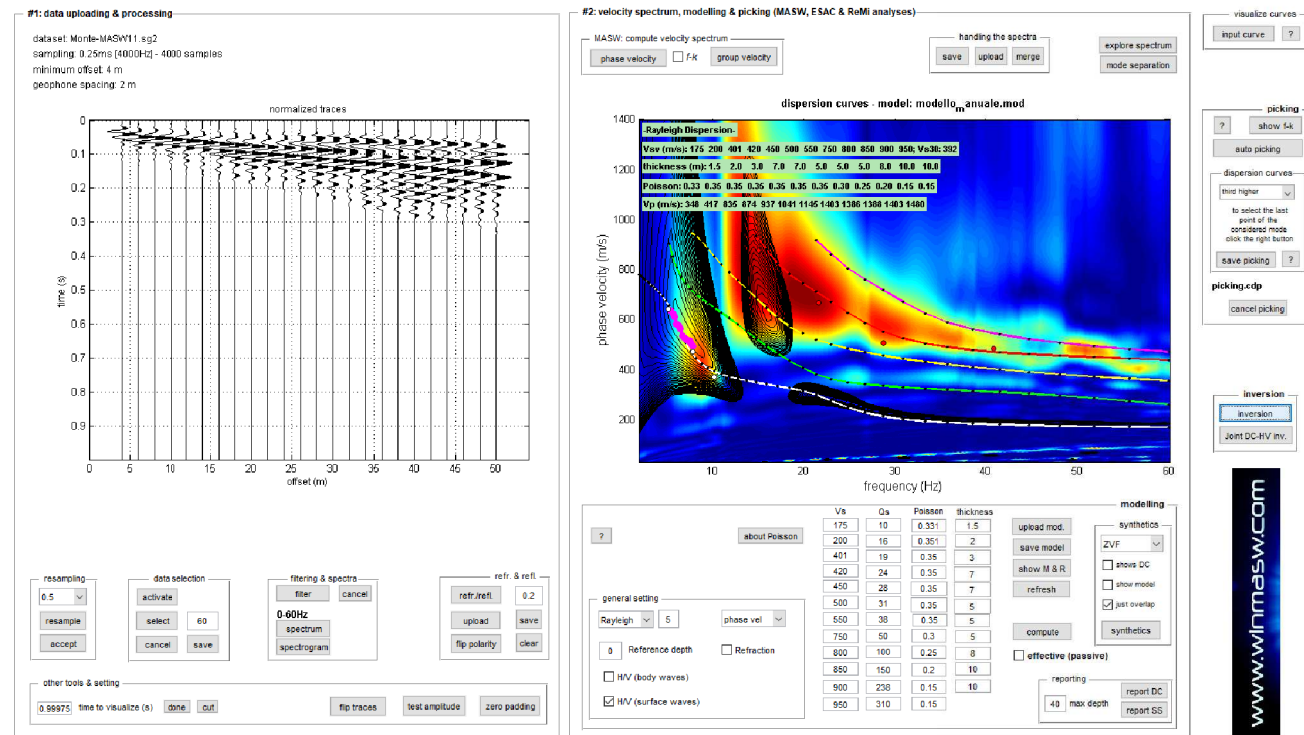 #1: data uploading & processing
dataset: Monte-MASW11.sg2
sampling: 0.25ms [4000Hz] - 4000 samples
minimum offset: 4 m
geophone spacing: 2 m
normalized traces
0
0.1
0.2
0.3
0.4
0.5
0.6
0.7
0.8
0.9
time (s)
0 5 10 15 20 25 30 35 40 45 50
offset (m)
resampling
0.5
resample
accept
data selection
activate
select 60
cancel save
filtering & spectra
filter cancel
0-60Hz
spectrum
spectrogram
refr. & refl.
refr./refl. 0.2
upload save
flip polarity clear
other tools & setting
0.99975 time to visualize (s) done cut flip traces test amplitude zero padding
#2: velocity spectrum, modelling & picking (MASW, ESAC & ReMi analyses)
MASW: compute velocity spectrum
phase velocity f-k group velocity
handing the spectra
save upload merge
explore spectrum
mode separation
dispersion curves - model: modello_manuale.mod
-Rayleigh Dispersion-
Vsv (m/s): 175 200 401 420 450 500 550 750 800 850 900 950; Vs30: 392
thickness (m): 1.5 2.0 3.0 7.0 7.0 5.0 5.0 5.0 8.0 10.0 10.0
Poisson: 0.33 0.35 0.35 0.35 0.35 0.35 0.35 0.30 0.25 0.20 0.15 0.15
Vp (m/s): 348 417 835 874 937 1041 1145 1403 1386 1388 1403 1480
1400
1200
1000
800
600
400
200
phase velocity (m/s)
10 20 30 40 50 60
frequency (Hz)
? about Poisson
general setting
Rayleigh 5 phase vel
0 Reference depth Refraction
H/V (body waves)
H/V (surface waves)
Vs Qs Poisson thickness
175 10 0.331 1.5
200 16 0.351 2
401 19 0.35 3
420 24 0.35 7
450 28 0.35 7
500 31 0.35 5
550 38 0.35 5
750 50 0.3 5
800 100 0.25 8
850 150 0.2 10
900 238 0.15 10
950 310 0.15
modelling
upload mod.
save model
show M & R
refresh
compute
synthetics
ZVF
shows DC
show model
just overlap
synthetics
effective (passive)
reporting
40 max depth
report DC
report SS
visualize curves
input curve ?
picking
? show f-k
auto picking
dispersion curves
third higher
to select the last
point of the
considered mode
click the right button
save picking ?
picking.cdp
cancel picking
inversion
inversion
Joint DC-HV inv.
www.winmasw.com